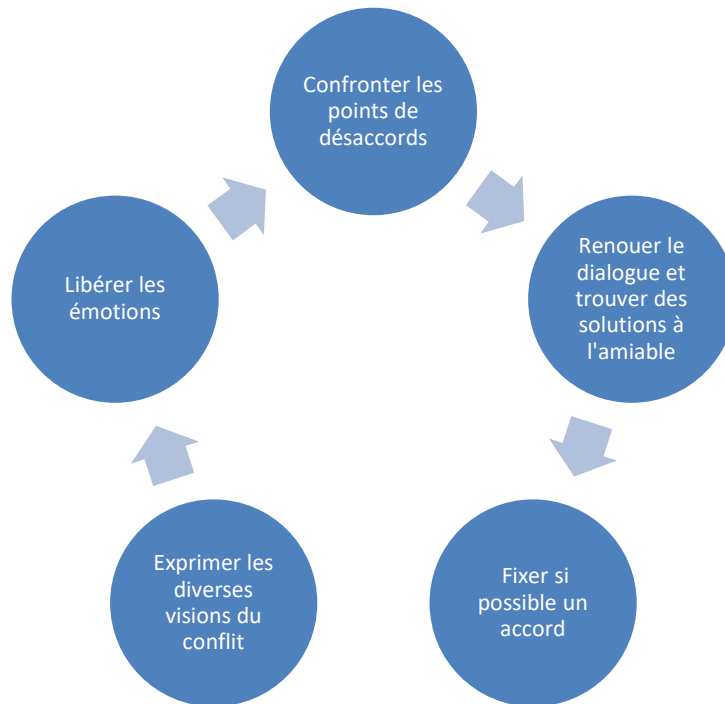 Confronter les
points de
désaccords
Renouer le
dialogue et
trouver des
solutions à
l'amiable
Libérer les
émotions
Exprimer les
diverses
visions du
conflit
Fixer si
possible un
accord